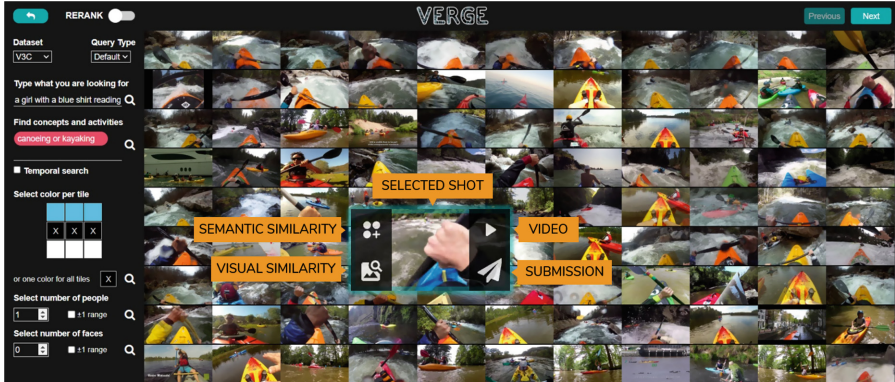 RERANK
VERGE
Previous
Next
Dataset
Query Type
V3C
Default
Type what you are looking for
a girl with a blue shirt reading
Find concepts and activities
canoeing or kayaking
Temporal search
Select color per tile
X X X
or one color for all tiles
X
Select number of people
1
±1 range
Select number of faces
0
±1 range
SELECTED SHOT
SEMANTIC SIMILARITY
VIDEO
VISUAL SIMILARITY
SUBMISSION